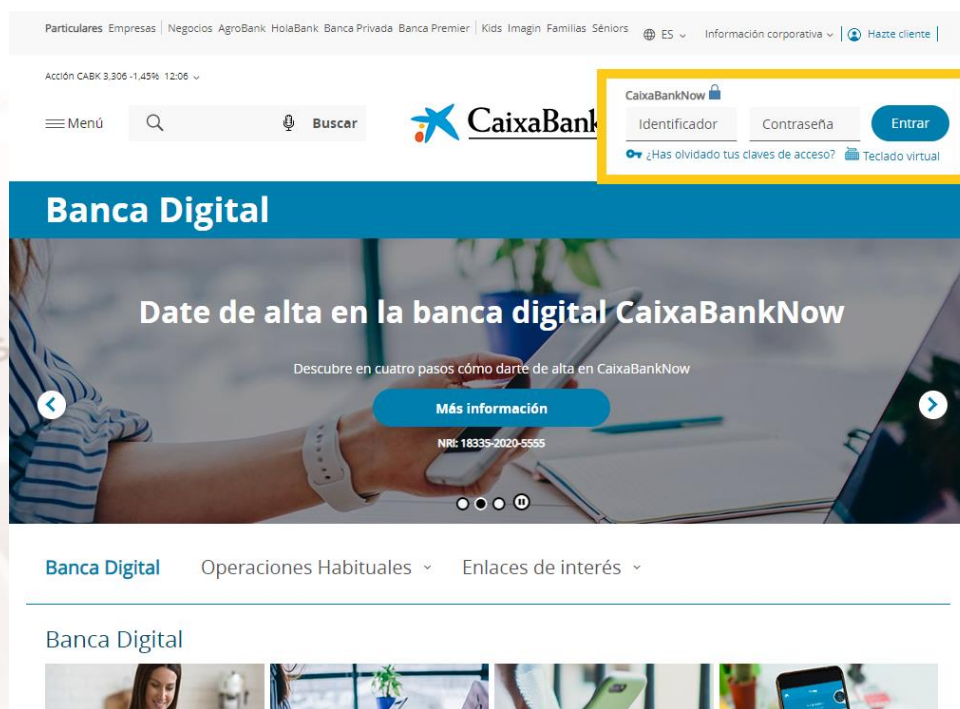 Particulares Empresas Negocios AgroBank HolaBank Banca Privada Banca Premier Kids Imagin Familias Séniors ES Información corporativa Hazte cliente
Acción CABK 3,306 -1,45% 12:06
Menú Buscar CaixaBank
CaixaBankNow
Identificador Contraseña Entrar
¿Has olvidado tus claves de acceso? Teclado virtual
Banca Digital
Date de alta en la banca digital CaixaBankNow
Descubre en cuatro pasos cómo darte de alta en CaixaBankNow
Más información
NRI: 18335-2020-5555
Banca Digital Operaciones Habituales Enlaces de interés
Banca Digital